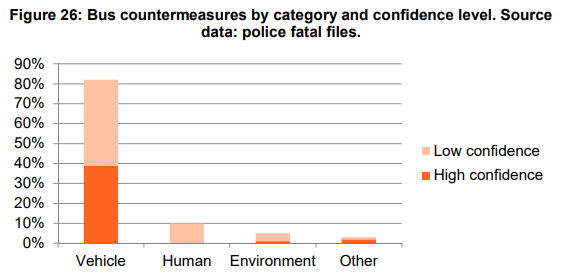 Figure 26: Bus countermeasures by category and confidence level. Source
data: police fatal files.
90%
80%
70%
60%
50%
40%
30%
20%
10%
0%
Vehicle Human Environment Other
Low confidence
High confidence